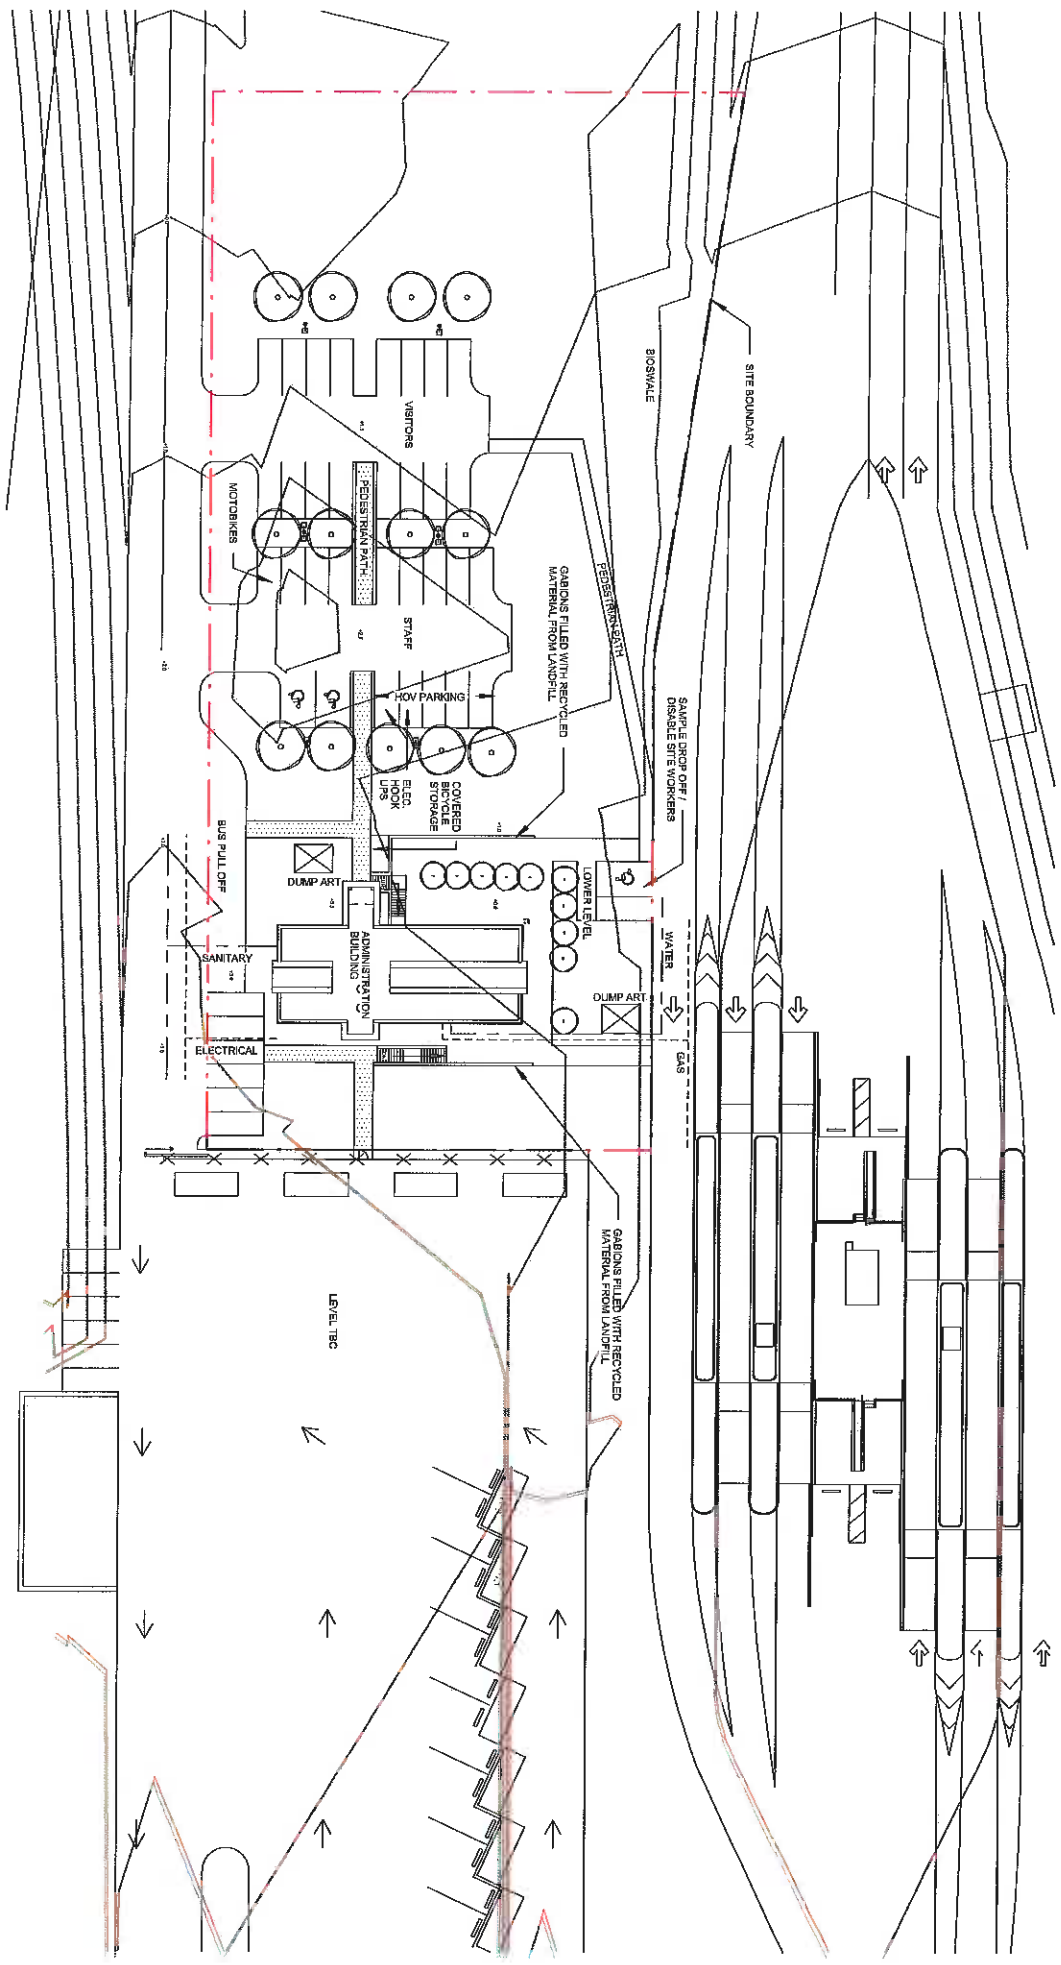 SITE BOUNDARY
BIOSWALE
VISITORS
PEDESTRIAN PATH
MOTOBIKES
GABIONS FILLED WITH RECYCLED
MATERIAL FROM LANDFILL
PEDESTRIAN PATH
STAFF
HOV PARKING
SAMPLE DROP OFF /
DISABLE SITE WORKERS
ELEC.
HOOK
UPS
COVERED
BICYCLE
STORAGE
BUS PULL OFF
DUMP ART
LOWER LEVEL
WATER
ADMINISTRATION
BUILDING
SANITARY
DUMP ART
ELECTRICAL
GAS
GABIONS FILLED WITH RECYCLED
MATERIAL FROM LANDFILL
LEVEL TBC